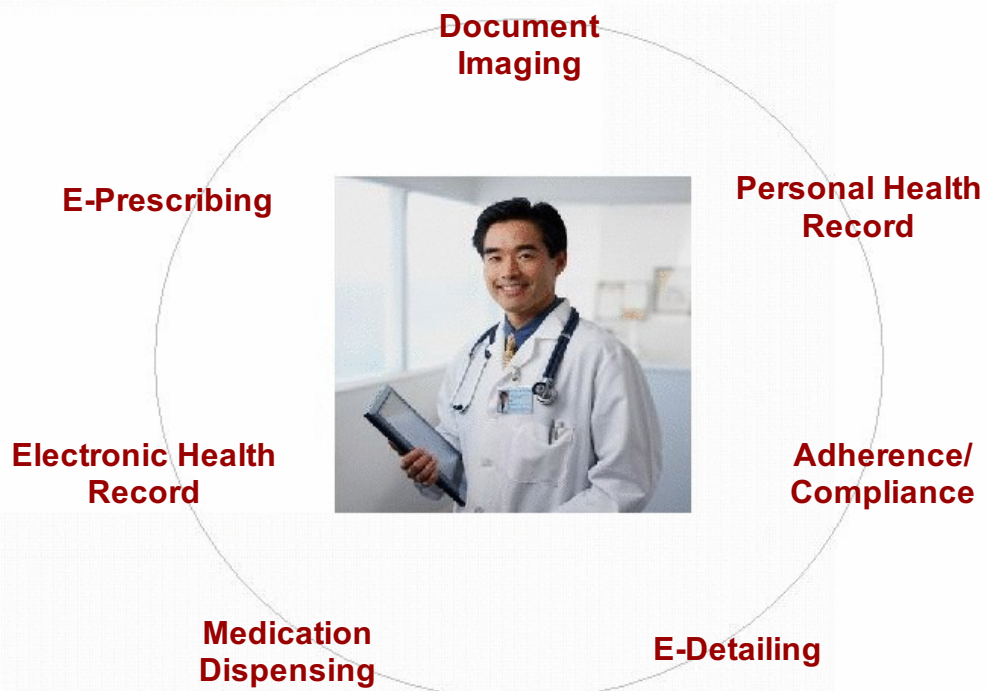 Document
Imaging
E-Prescribing
Personal Health
Record
Electronic Health
Record
Adherence/
Compliance
Medication
Dispensing
E-Detailing